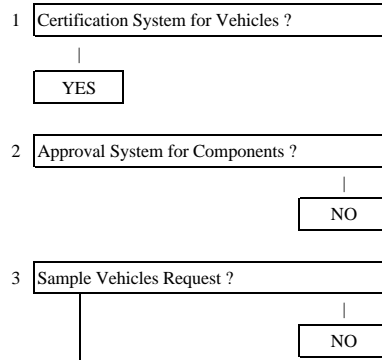 1 Certification System for Vehicles ?
YES
2 Approval System for Components ?
NO
3 Sample Vehicles Request ?
NO